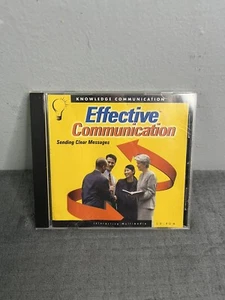 KNOWLEDGE COMMUNICATION
Effective
Communication
Sending Clear Messages
Interactive Multimedia CD-ROM